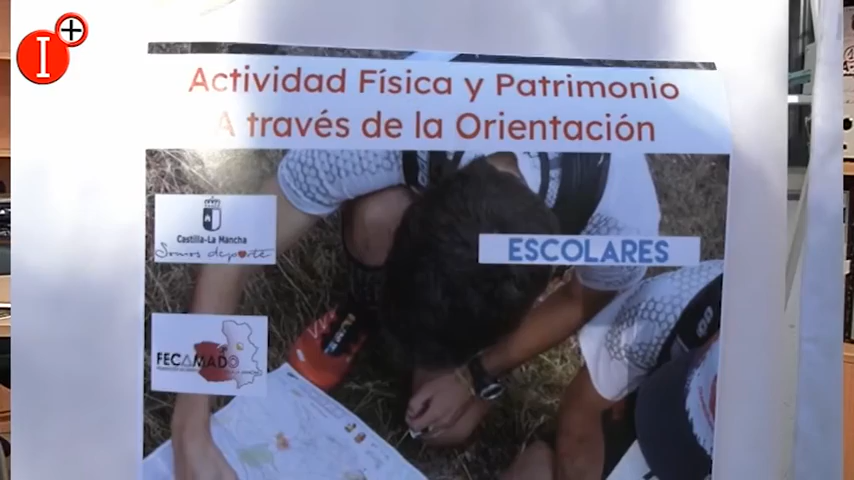 I
Actividad Física y Patrimonio
A través de la Orientación
Castilla-La Mancha
Somos deporte
ESCOLARES
FECAMADO